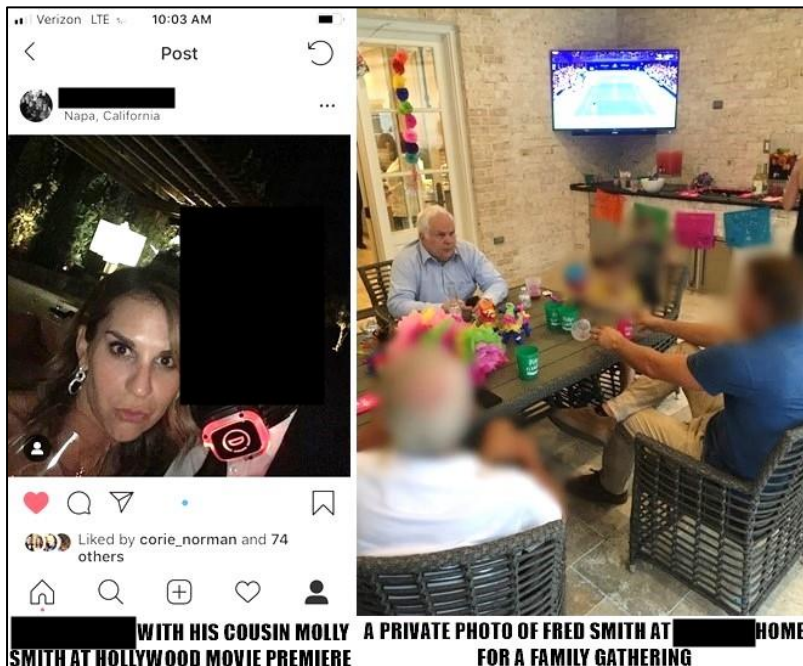 Verizon LTE 10:03 AM
Post
Napa, California
Liked by corie_norman and 74
others
WITH HIS COUSIN MOLLY
SMITH AT HOLLYWOOD MOVIE PREMIERE
A PRIVATE PHOTO OF FRED SMITH AT HOME
FOR A FAMILY GATHERING